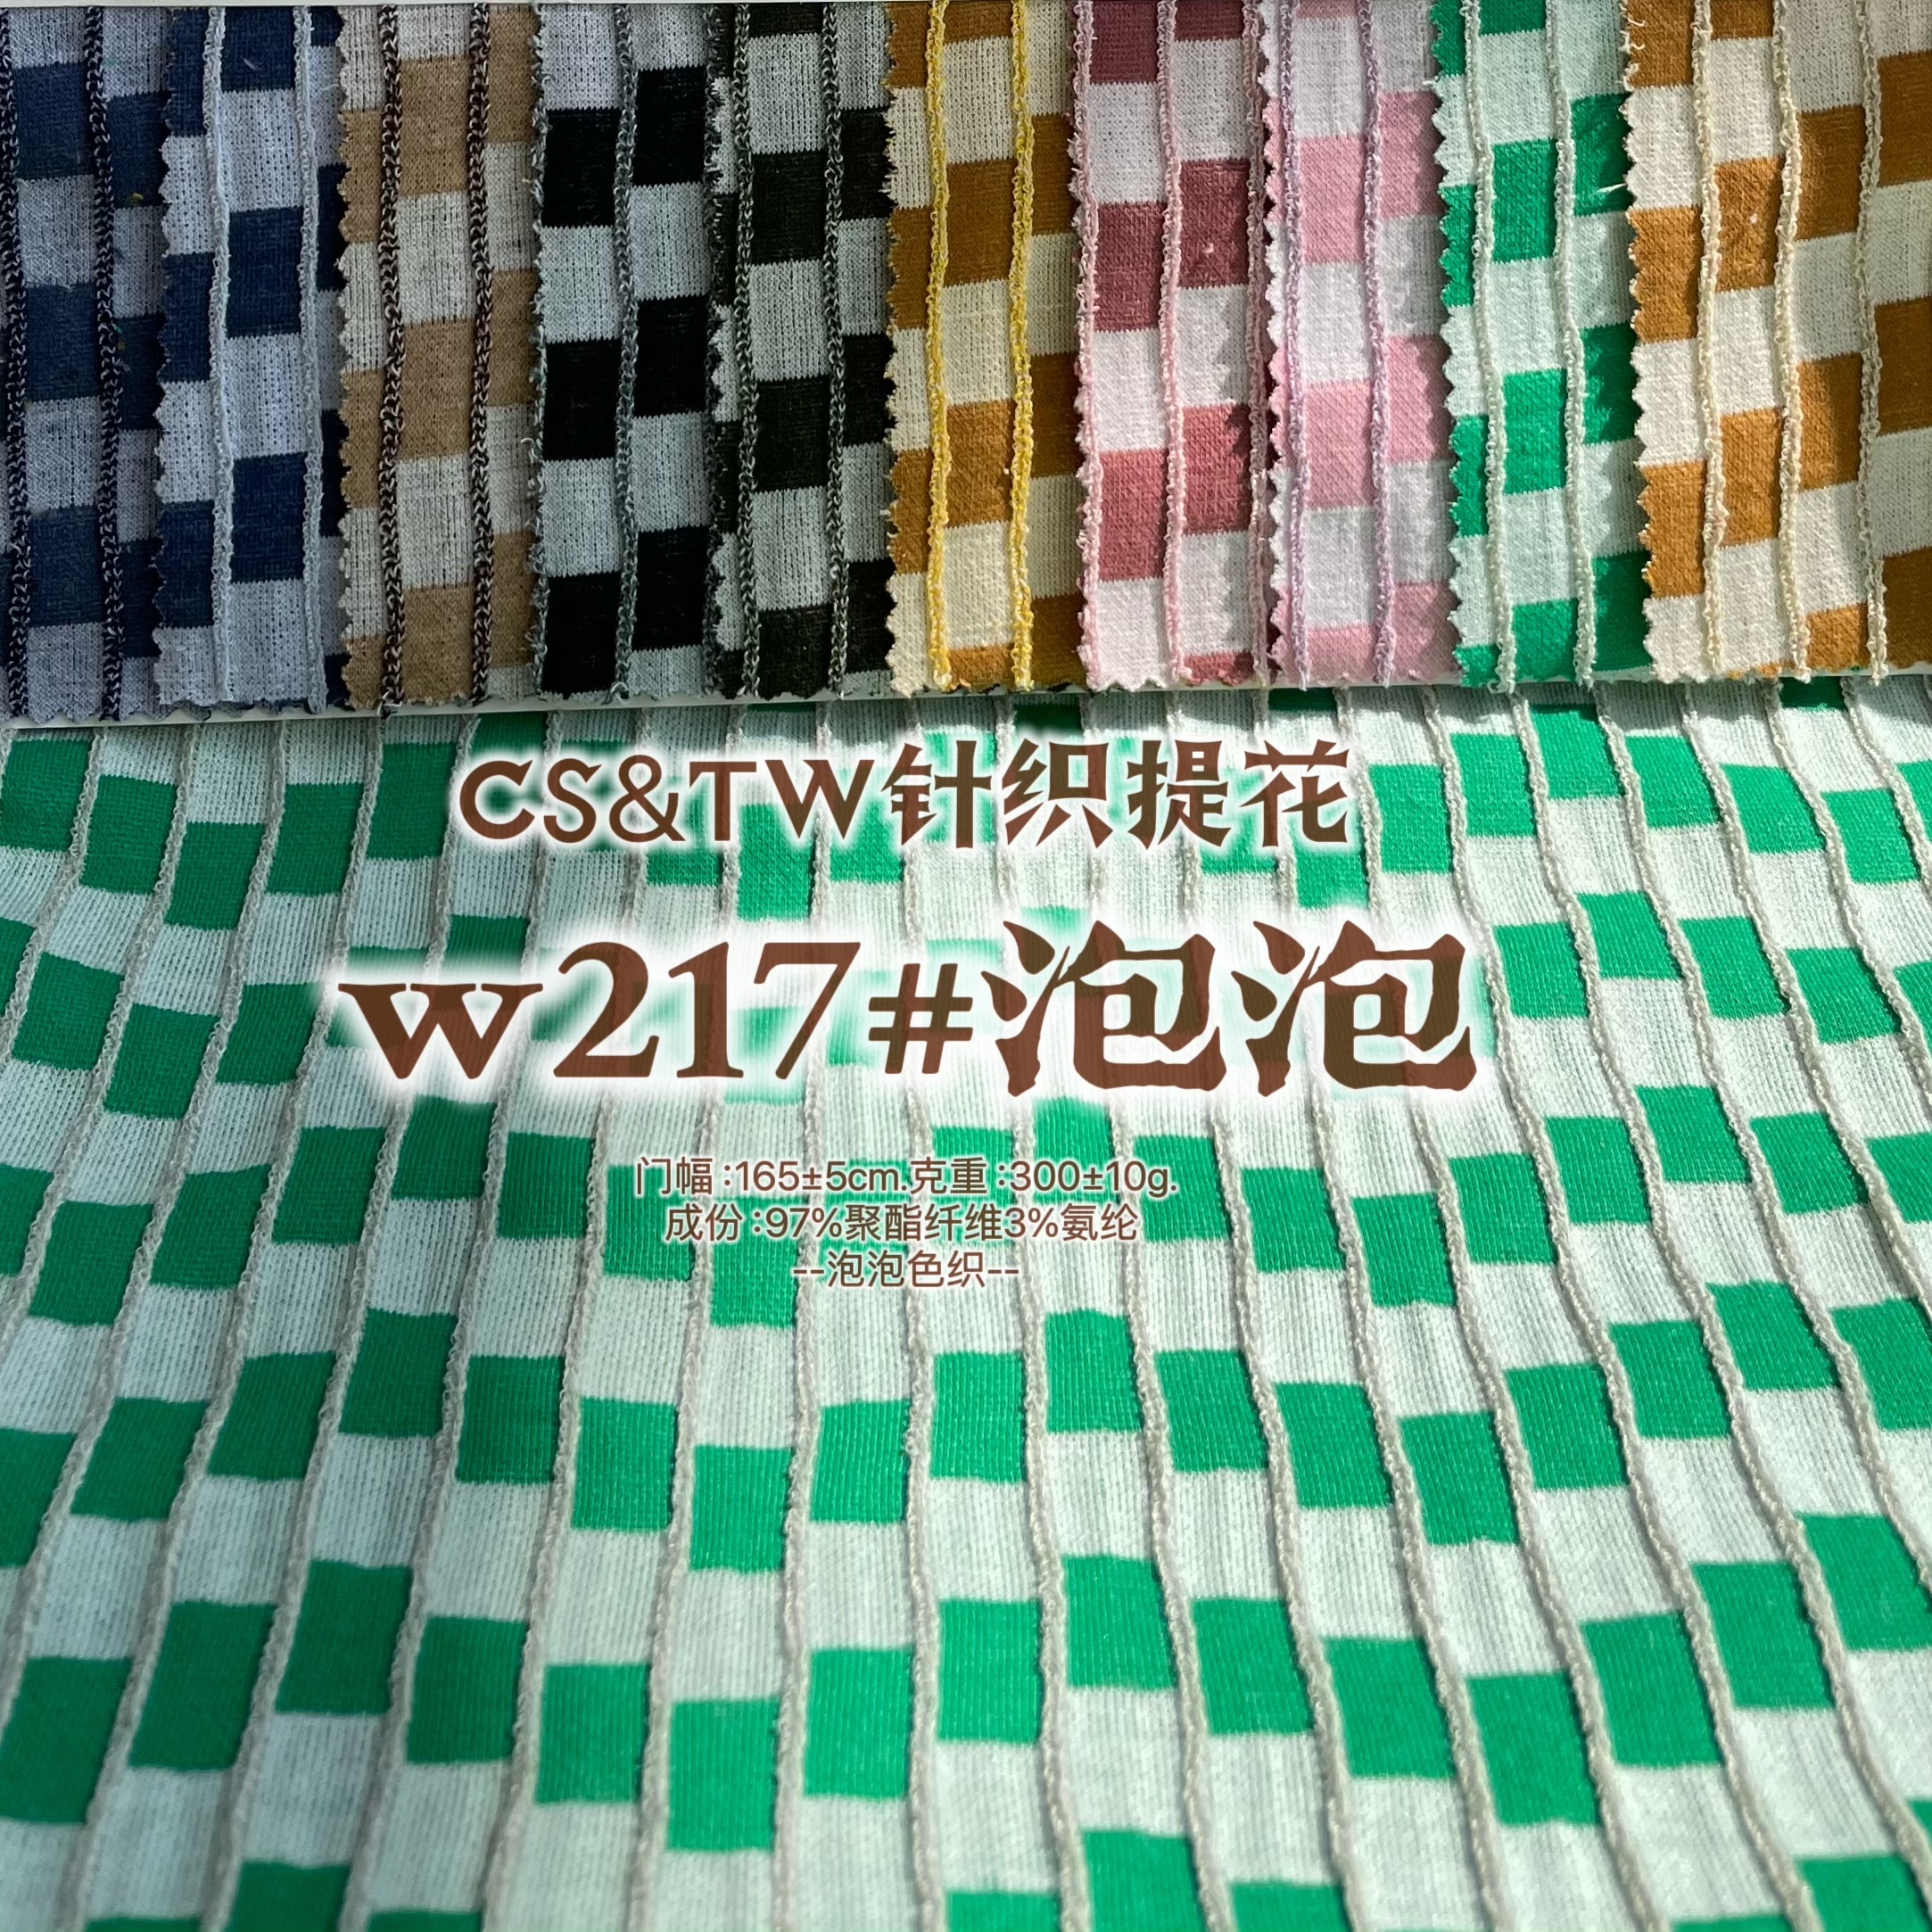 CS&TW针织提花
w217#泡泡
门幅:165±5cm.克重:300±10g.
成份:97%聚酯纤维3%氨纶
--泡泡色织--